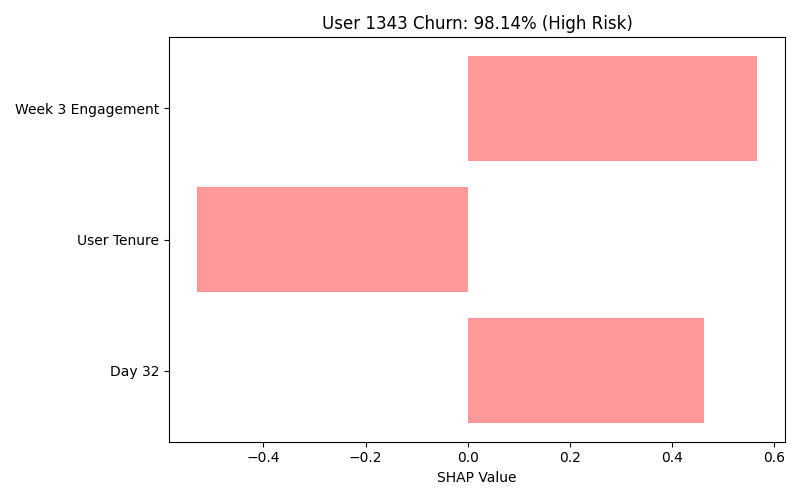 User 1343 Churn: 98.14% (High Risk)
Week 3 Engagement
User Tenure
Day 32
−0.4 −0.2 0.0 0.2 0.4 0.6
SHAP Value